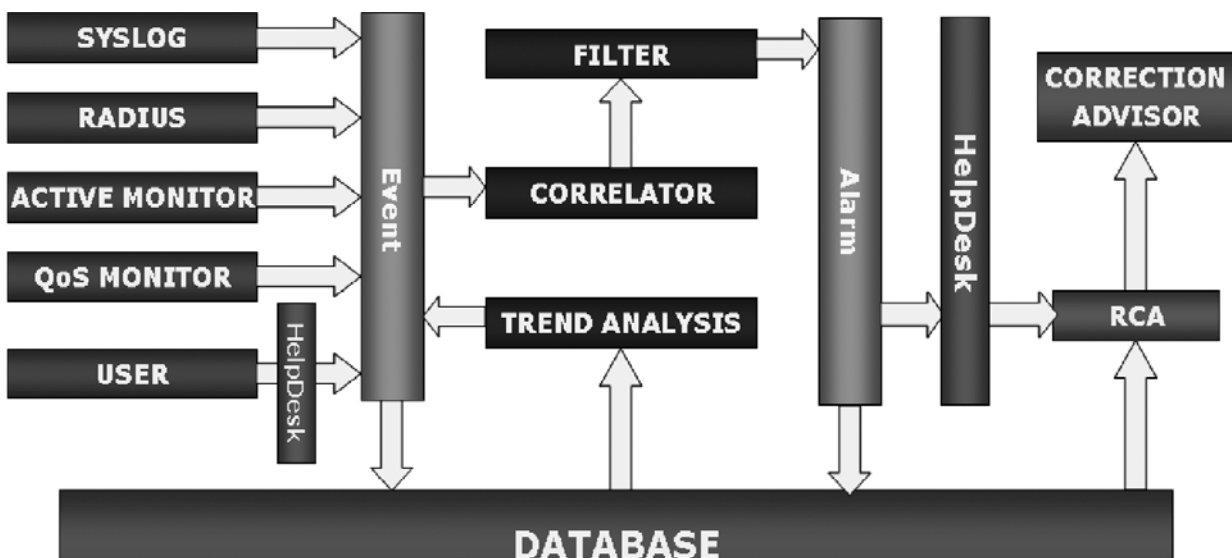 SYSLOG
RADIUS
ACTIVE MONITOR
QoS MONITOR
USER
HelpDesk
Event
FILTER
CORRELATOR
TREND ANALYSIS
Alarm
HelpDesk
CORRECTION
ADVISOR
RCA
DATABASE